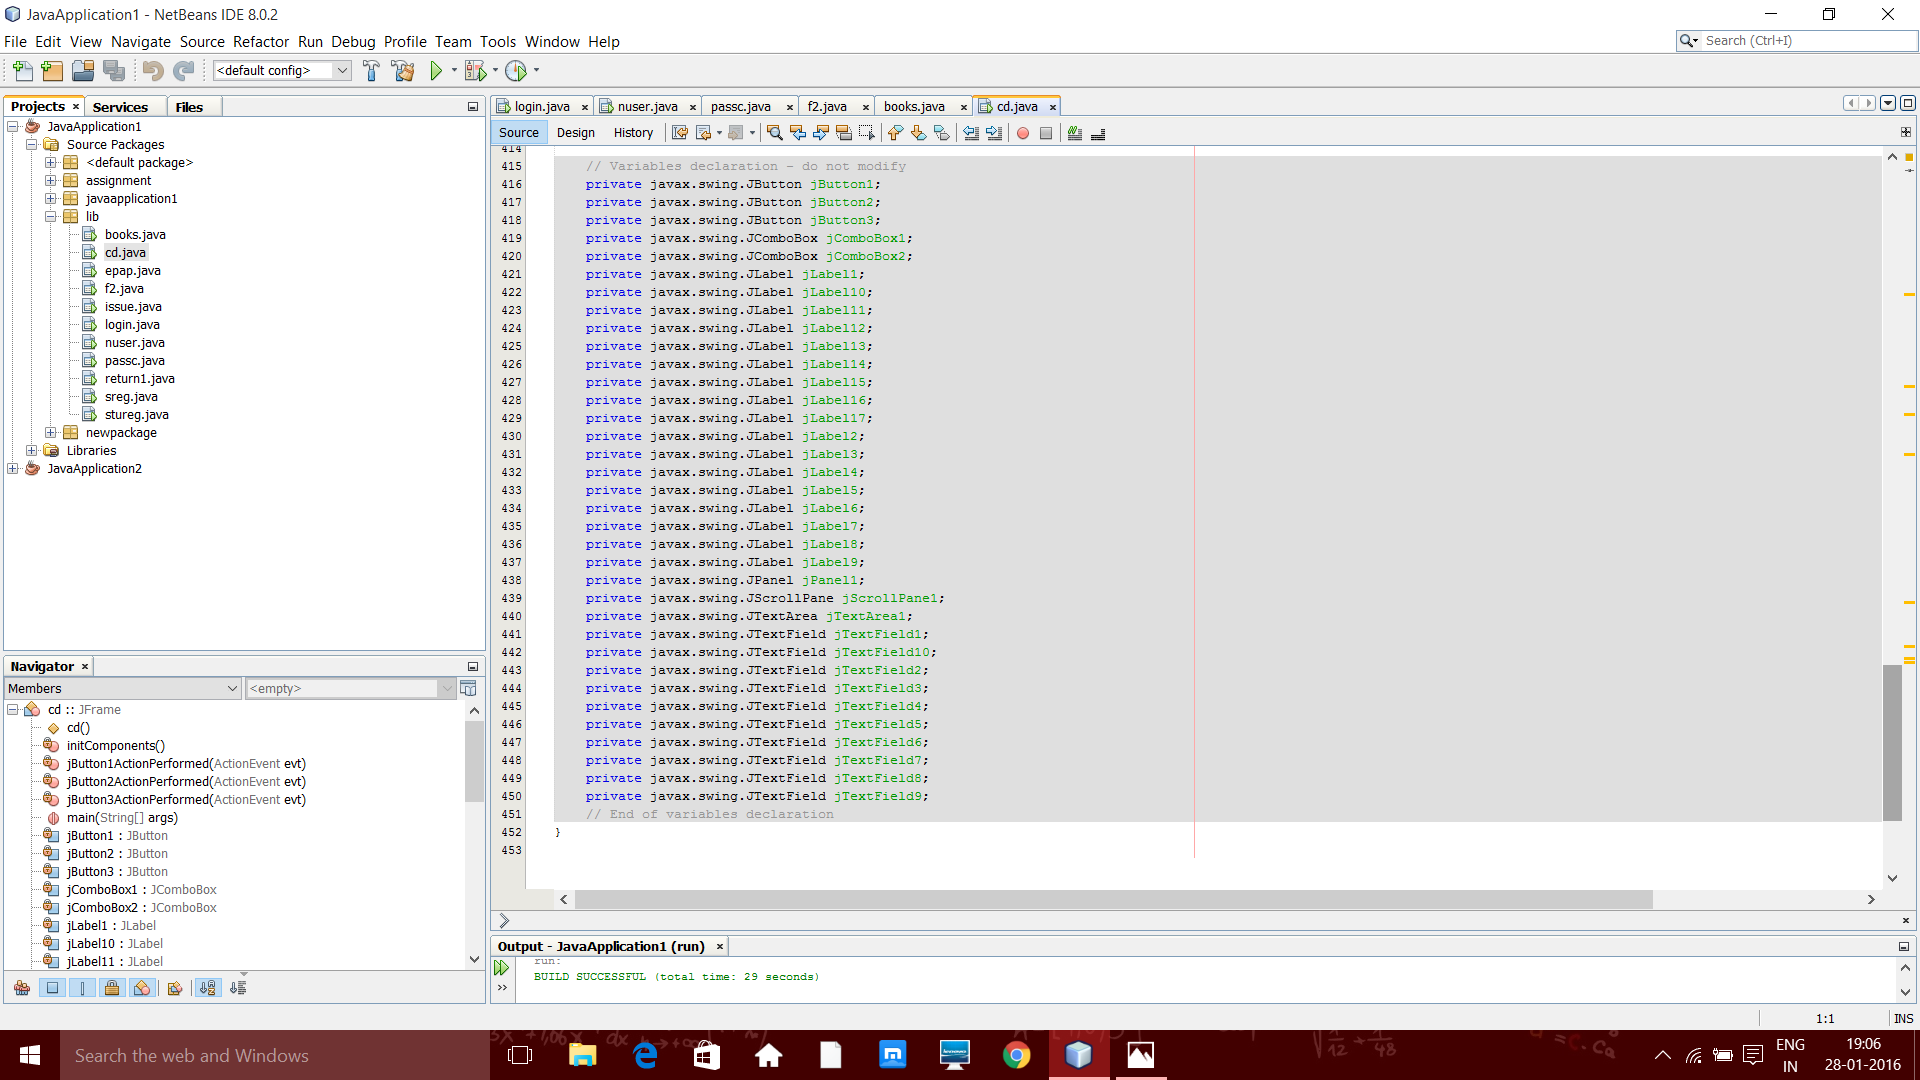 JavaApplication1 - NetBeans IDE 8.0.2
File Edit View Navigate Source Refactor Run Debug Profile Team Tools Window Help
Search (Ctrl+I)
<default config>
Projects
Services
Files
JavaApplication1
Source Packages
<default package>
assignment
javaapplication1
lib
books.java
cd.java
epap.java
f2.java
issue.java
login.java
nuser.java
passc.java
return1.java
sreg.java
stureg.java
newpackage
Libraries
JavaApplication2
Navigator
Members
<empty>
cd :: JFrame
cd()
initComponents()
jButton1ActionPerformed(ActionEvent evt)
jButton2ActionPerformed(ActionEvent evt)
jButton3ActionPerformed(ActionEvent evt)
main(String[] args)
jButton1 : JButton
jButton2 : JButton
jButton3 : JButton
jComboBox1 : JComboBox
jComboBox2 : JComboBox
jLabel1 : JLabel
jLabel10 : JLabel
jLabel11 : JLabel
login.java nuser.java passc.java f2.java books.java cd.java
Source Design History
414
415 // Variables declaration - do not modify
416 private javax.swing.JButton jButton1;
417 private javax.swing.JButton jButton2;
418 private javax.swing.JButton jButton3;
419 private javax.swing.JComboBox jComboBox1;
420 private javax.swing.JComboBox jComboBox2;
421 private javax.swing.JLabel jLabel1;
422 private javax.swing.JLabel jLabel10;
423 private javax.swing.JLabel jLabel11;
424 private javax.swing.JLabel jLabel12;
425 private javax.swing.JLabel jLabel13;
426 private javax.swing.JLabel jLabel14;
427 private javax.swing.JLabel jLabel15;
428 private javax.swing.JLabel jLabel16;
429 private javax.swing.JLabel jLabel17;
430 private javax.swing.JLabel jLabel2;
431 private javax.swing.JLabel jLabel3;
432 private javax.swing.JLabel jLabel4;
433 private javax.swing.JLabel jLabel5;
434 private javax.swing.JLabel jLabel6;
435 private javax.swing.JLabel jLabel7;
436 private javax.swing.JLabel jLabel8;
437 private javax.swing.JLabel jLabel9;
438 private javax.swing.JPanel jPanel1;
439 private javax.swing.JScrollPane jScrollPane1;
440 private javax.swing.JTextArea jTextArea1;
441 private javax.swing.JTextField jTextField1;
442 private javax.swing.JTextField jTextField10;
443 private javax.swing.JTextField jTextField2;
444 private javax.swing.JTextField jTextField3;
445 private javax.swing.JTextField jTextField4;
446 private javax.swing.JTextField jTextField5;
447 private javax.swing.JTextField jTextField6;
448 private javax.swing.JTextField jTextField7;
449 private javax.swing.JTextField jTextField8;
450 private javax.swing.JTextField jTextField9;
451 // End of variables declaration
452 }
453
Output - JavaApplication1 (run)
run:
BUILD SUCCESSFUL (total time: 29 seconds)
1:1 INS
Search the web and Windows
ENG
IN
19:06
28-01-2016